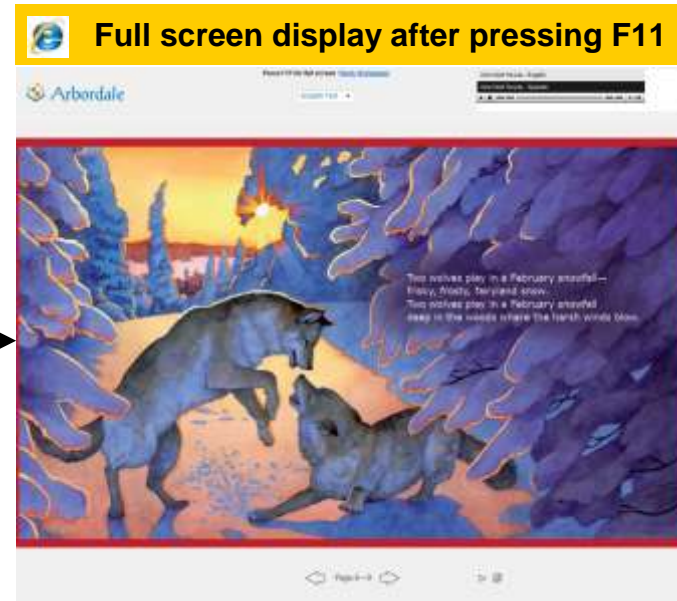 Full screen display after pressing F11
Arbordale
Two wolves play in a February snowfall—
frisky, frosty, fairyland snow.
Two wolves play in a February snowfall
deep in the woods where the harsh winds blow.